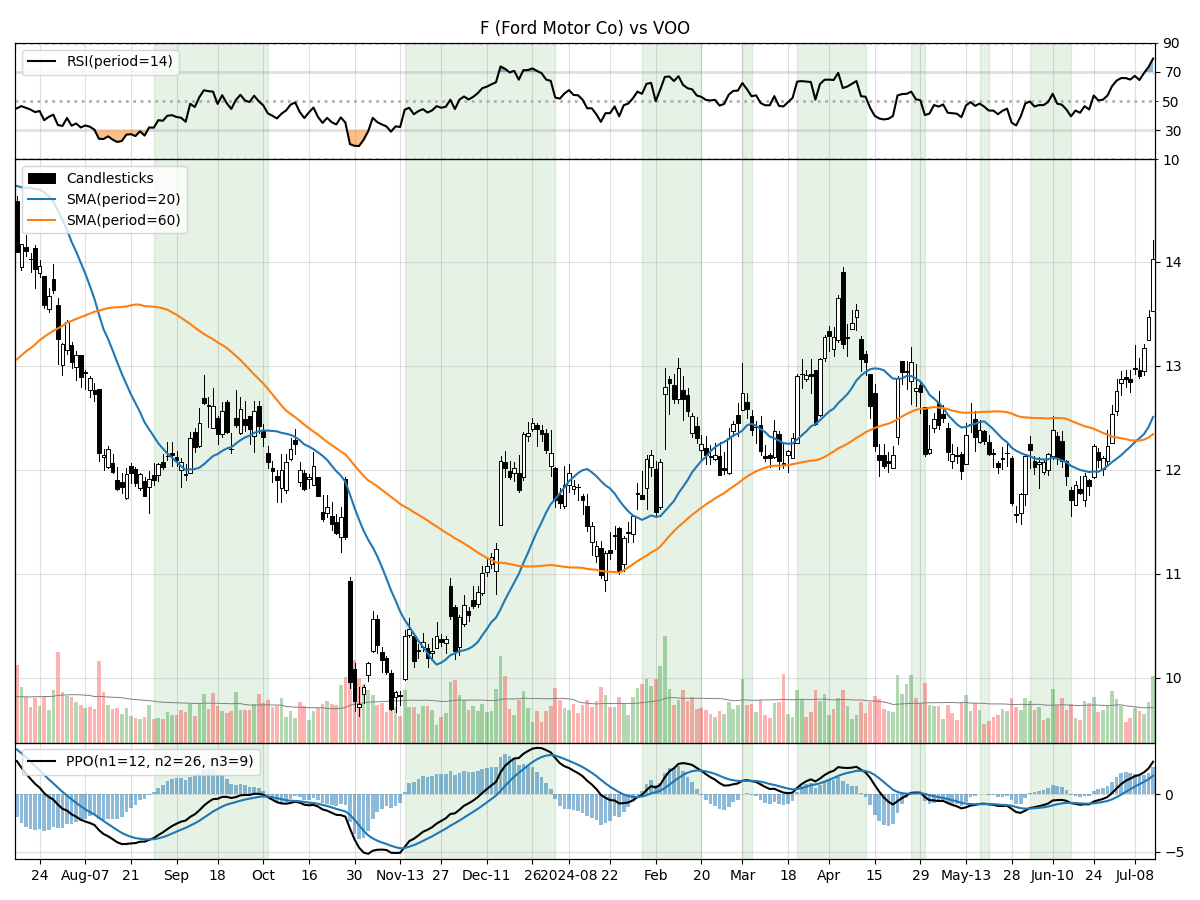 F (Ford Motor Co) vs VOO
RSI(period=14)
90
70
50
30
10
Candlesticks
SMA(period=20)
SMA(period=60)
14
13
12
11
10
PPO(n1=12, n2=26, n3=9)
0
−5
24 Aug-07 21 Sep 18 Oct 16 30 Nov-13 27 Dec-11 26 2024-08 22 Feb 20 Mar 18 Apr 15 29 May-13 28 Jun-10 24 Jul-08